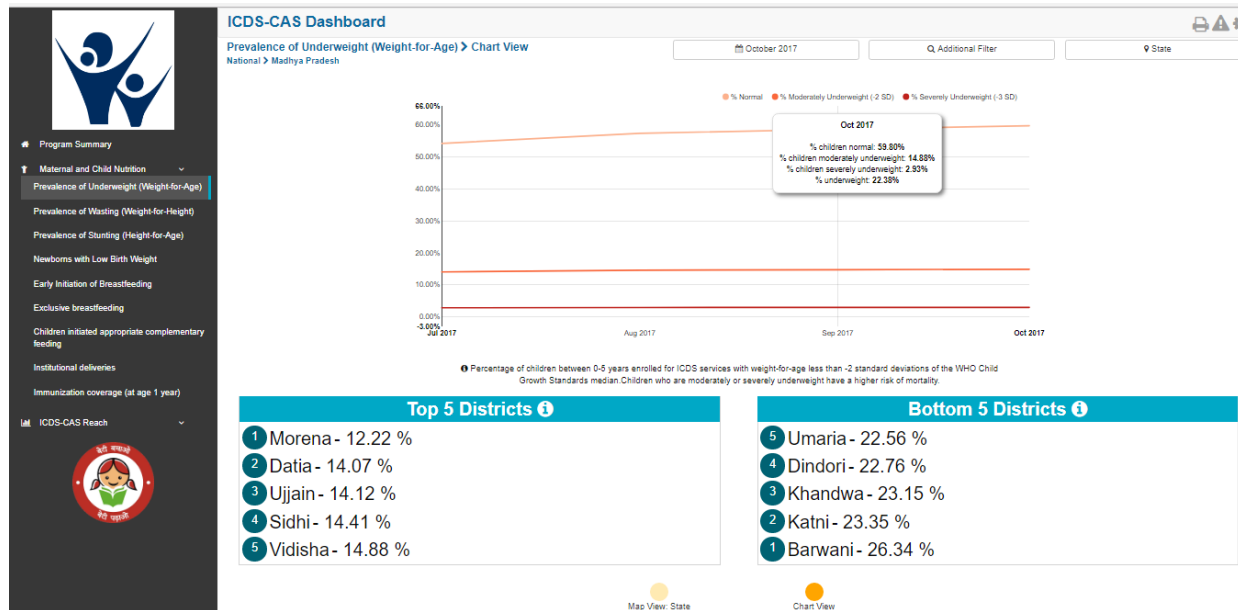 ICDS-CAS Dashboard
Prevalence of Underweight (Weight-for-Age) > Chart View
National > Madhya Pradesh
October 2017
Additional Filter
State
Program Summary
Maternal and Child Nutrition
Prevalence of Underweight (Weight-for-Age)
Prevalence of Wasting (Weight-for-Height)
Prevalence of Stunting (Height-for-Age)
Newborns with Low Birth Weight
Early Initiation of Breastfeeding
Exclusive breastfeeding
Children initiated appropriate complementary
feeding
Institutional deliveries
Immunization coverage (at age 1 year)
ICDS-CAS Reach
बेटी बचाओ
बेटी पढ़ाओ
% Normal % Moderately Underweight (-2 SD) % Severely Underweight (-3 SD)
66.00%
60.00%
50.00%
40.00%
30.00%
20.00%
10.00%
0.00%
-3.00%
Jul 2017 Aug 2017 Sep 2017 Oct 2017
Oct 2017
% children normal: 59.80%
% children moderately underweight: 14.88%
% children severely underweight: 2.93%
% underweight: 22.38%
Percentage of children between 0-5 years enrolled for ICDS services with weight-for-age less than -2 standard deviations of the WHO Child
Growth Standards median.Children who are moderately or severely underweight have a higher risk of mortality.
Top 5 Districts
1 Morena - 12.22 %
2 Datia - 14.07 %
3 Ujjain - 14.12 %
4 Sidhi - 14.41 %
5 Vidisha - 14.88 %
Bottom 5 Districts
5 Umaria - 22.56 %
4 Dindori - 22.76 %
3 Khandwa - 23.15 %
2 Katni - 23.35 %
1 Barwani - 26.34 %
Map View: State
Chart View